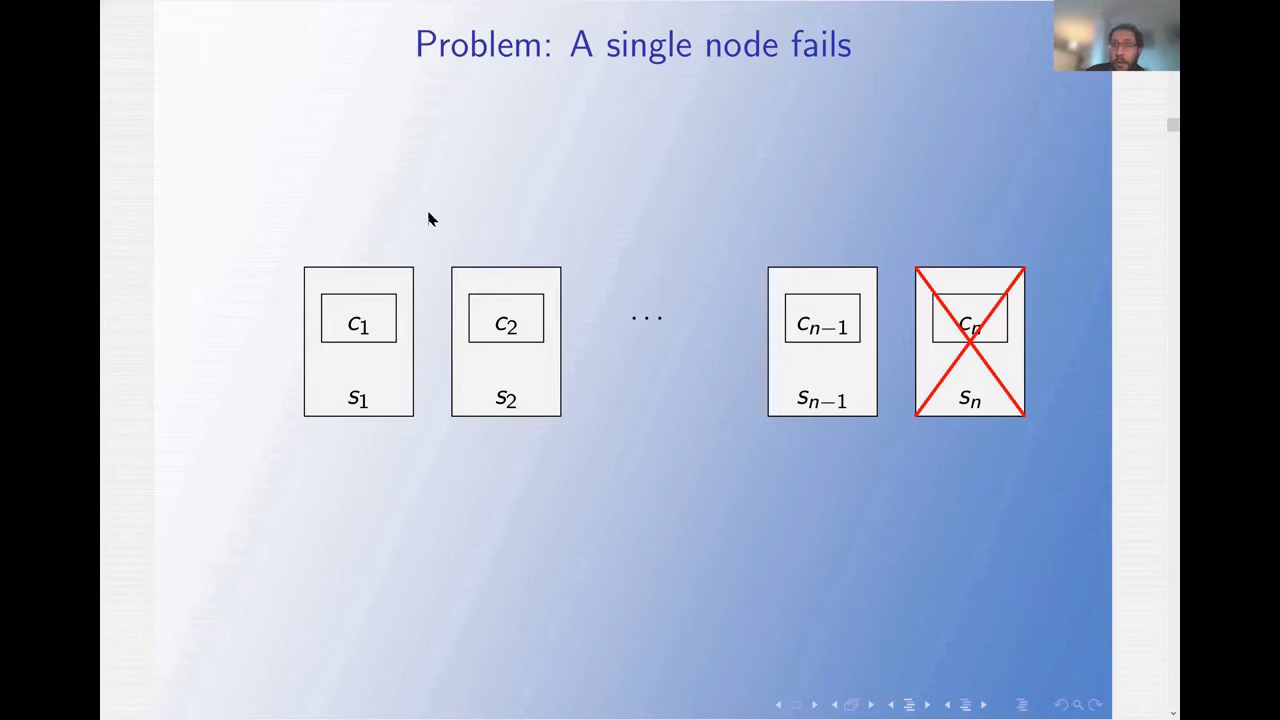 Problem: A single node fails
c₁ c₂ ... cₙ₋₁ cₙ
s₁ s₂ sₙ₋₁ sₙ